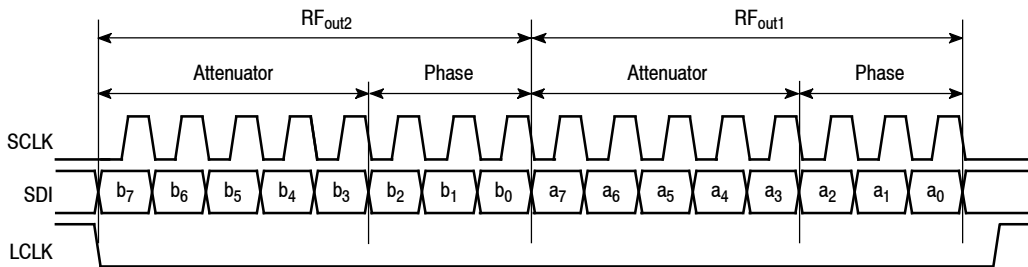 RFout2 RFout1
Attenuator Phase Attenuator Phase
SCLK
SDI b7 b6 b5 b4 b3 b2 b1 b0 a7 a6 a5 a4 a3 a2 a1 a0
LCLK